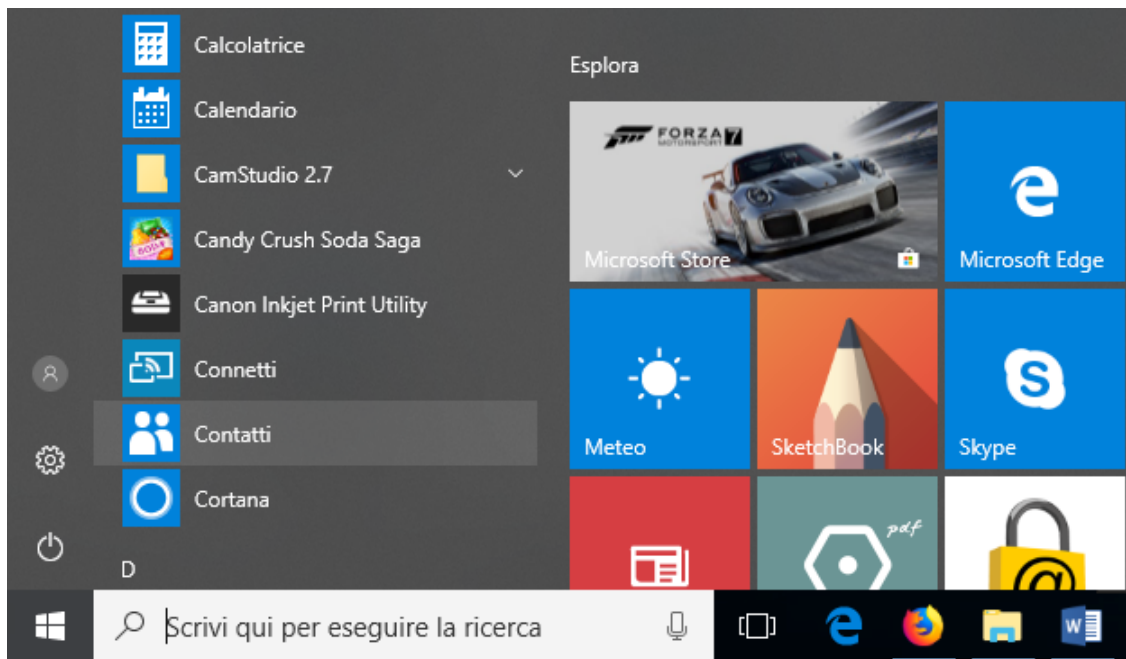 Calcolatrice
Calendario
CamStudio 2.7
Candy Crush Soda Saga
Canon Inkjet Print Utility
Connetti
Contatti
Cortana
D
Esplora
FORZA 7
MOTORSPORT
Microsoft Store
Microsoft Edge
Meteo
SketchBook
Skype
pdf
Scrivi qui per eseguire la ricerca